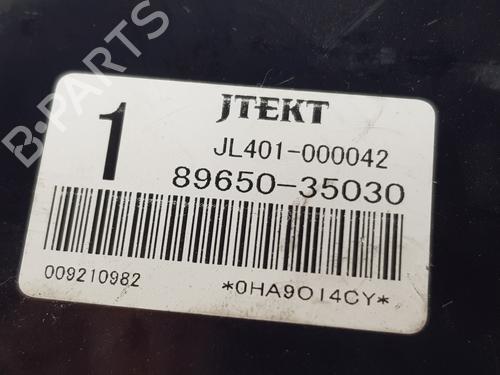 B-PARTS
JTEKT
1
JL401-000042
89650-35030
009210982
*0HA9014CY*